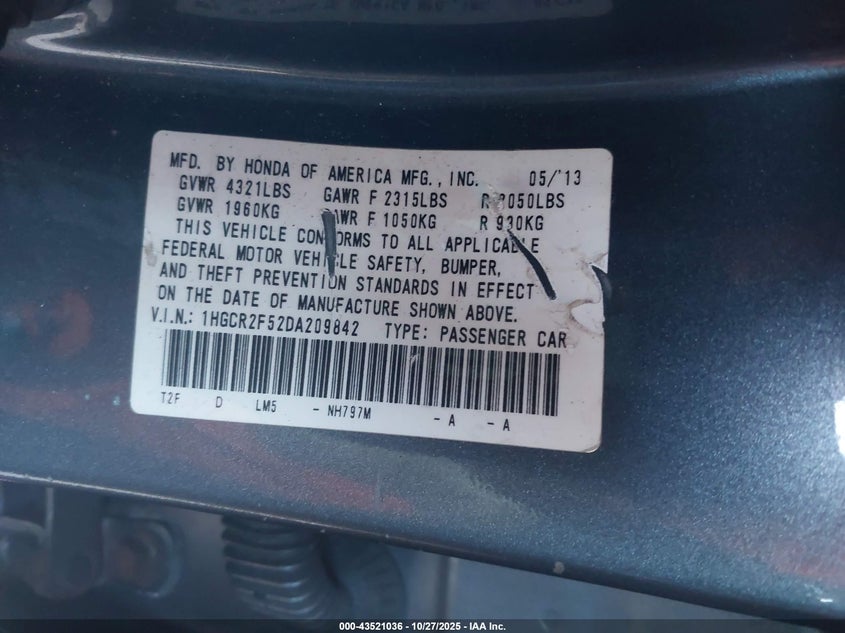 MFD. BY HONDA OF AMERICA MFG., INC. 05/'13
GVWR 4321LBS GAWR F 2315LBS R 2050LBS
GVWR 1960KG GAWR F 1050KG R 930KG
THIS VEHICLE CONFORMS TO ALL APPLICABLE
FEDERAL MOTOR VEHICLE SAFETY, BUMPER,
AND THEFT PREVENTION STANDARDS IN EFFECT
ON THE DATE OF MANUFACTURE SHOWN ABOVE.
V.I.N.: 1HGCR2F52DA209842 TYPE: PASSENGER CAR
T2F D LM5 - NH797M - A - A
000-43521036 | 10/27/2025 | IAA Inc.